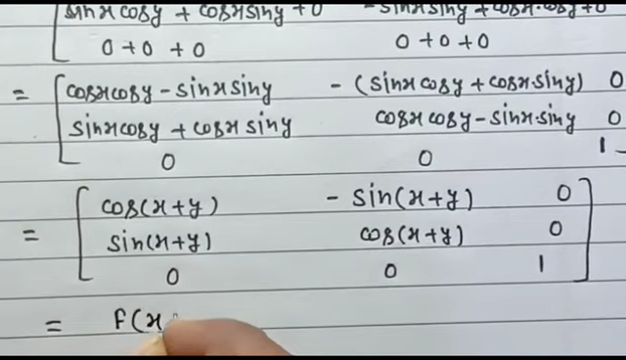 sinx cosy + cosx siny + 0 - sinx siny + cosx·cosy + 0
0 + 0 + 0 0 + 0 + 0
= [ cosx cosy - sinx siny - (sinx cosy + cosx·siny) 0
sinx cosy + cosx siny cosx cosy - sinx·siny 0
0 0 1
= [ cos(x+y) - sin(x+y) 0 ]
sin(x+y) cos(x+y) 0
0 0 1
= F(x